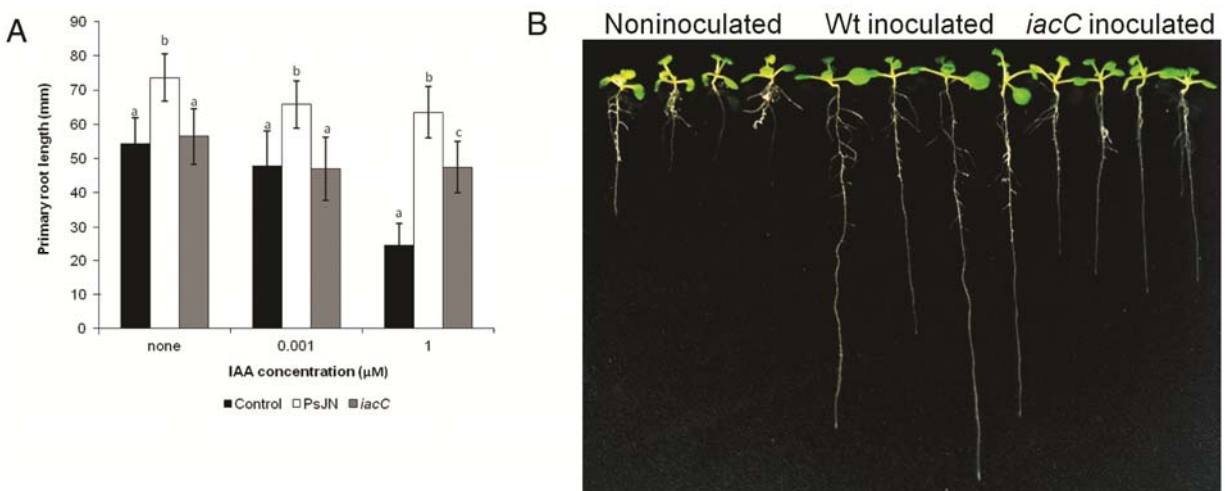 A
Primary root length (mm)
90
80
70
60
50
40
30
20
10
0
a
b
a
a
b
a
a
b
c
none 0.001 1
IAA concentration (µM)
Control PsJN iacC
B
Noninoculated Wt inoculated iacC inoculated